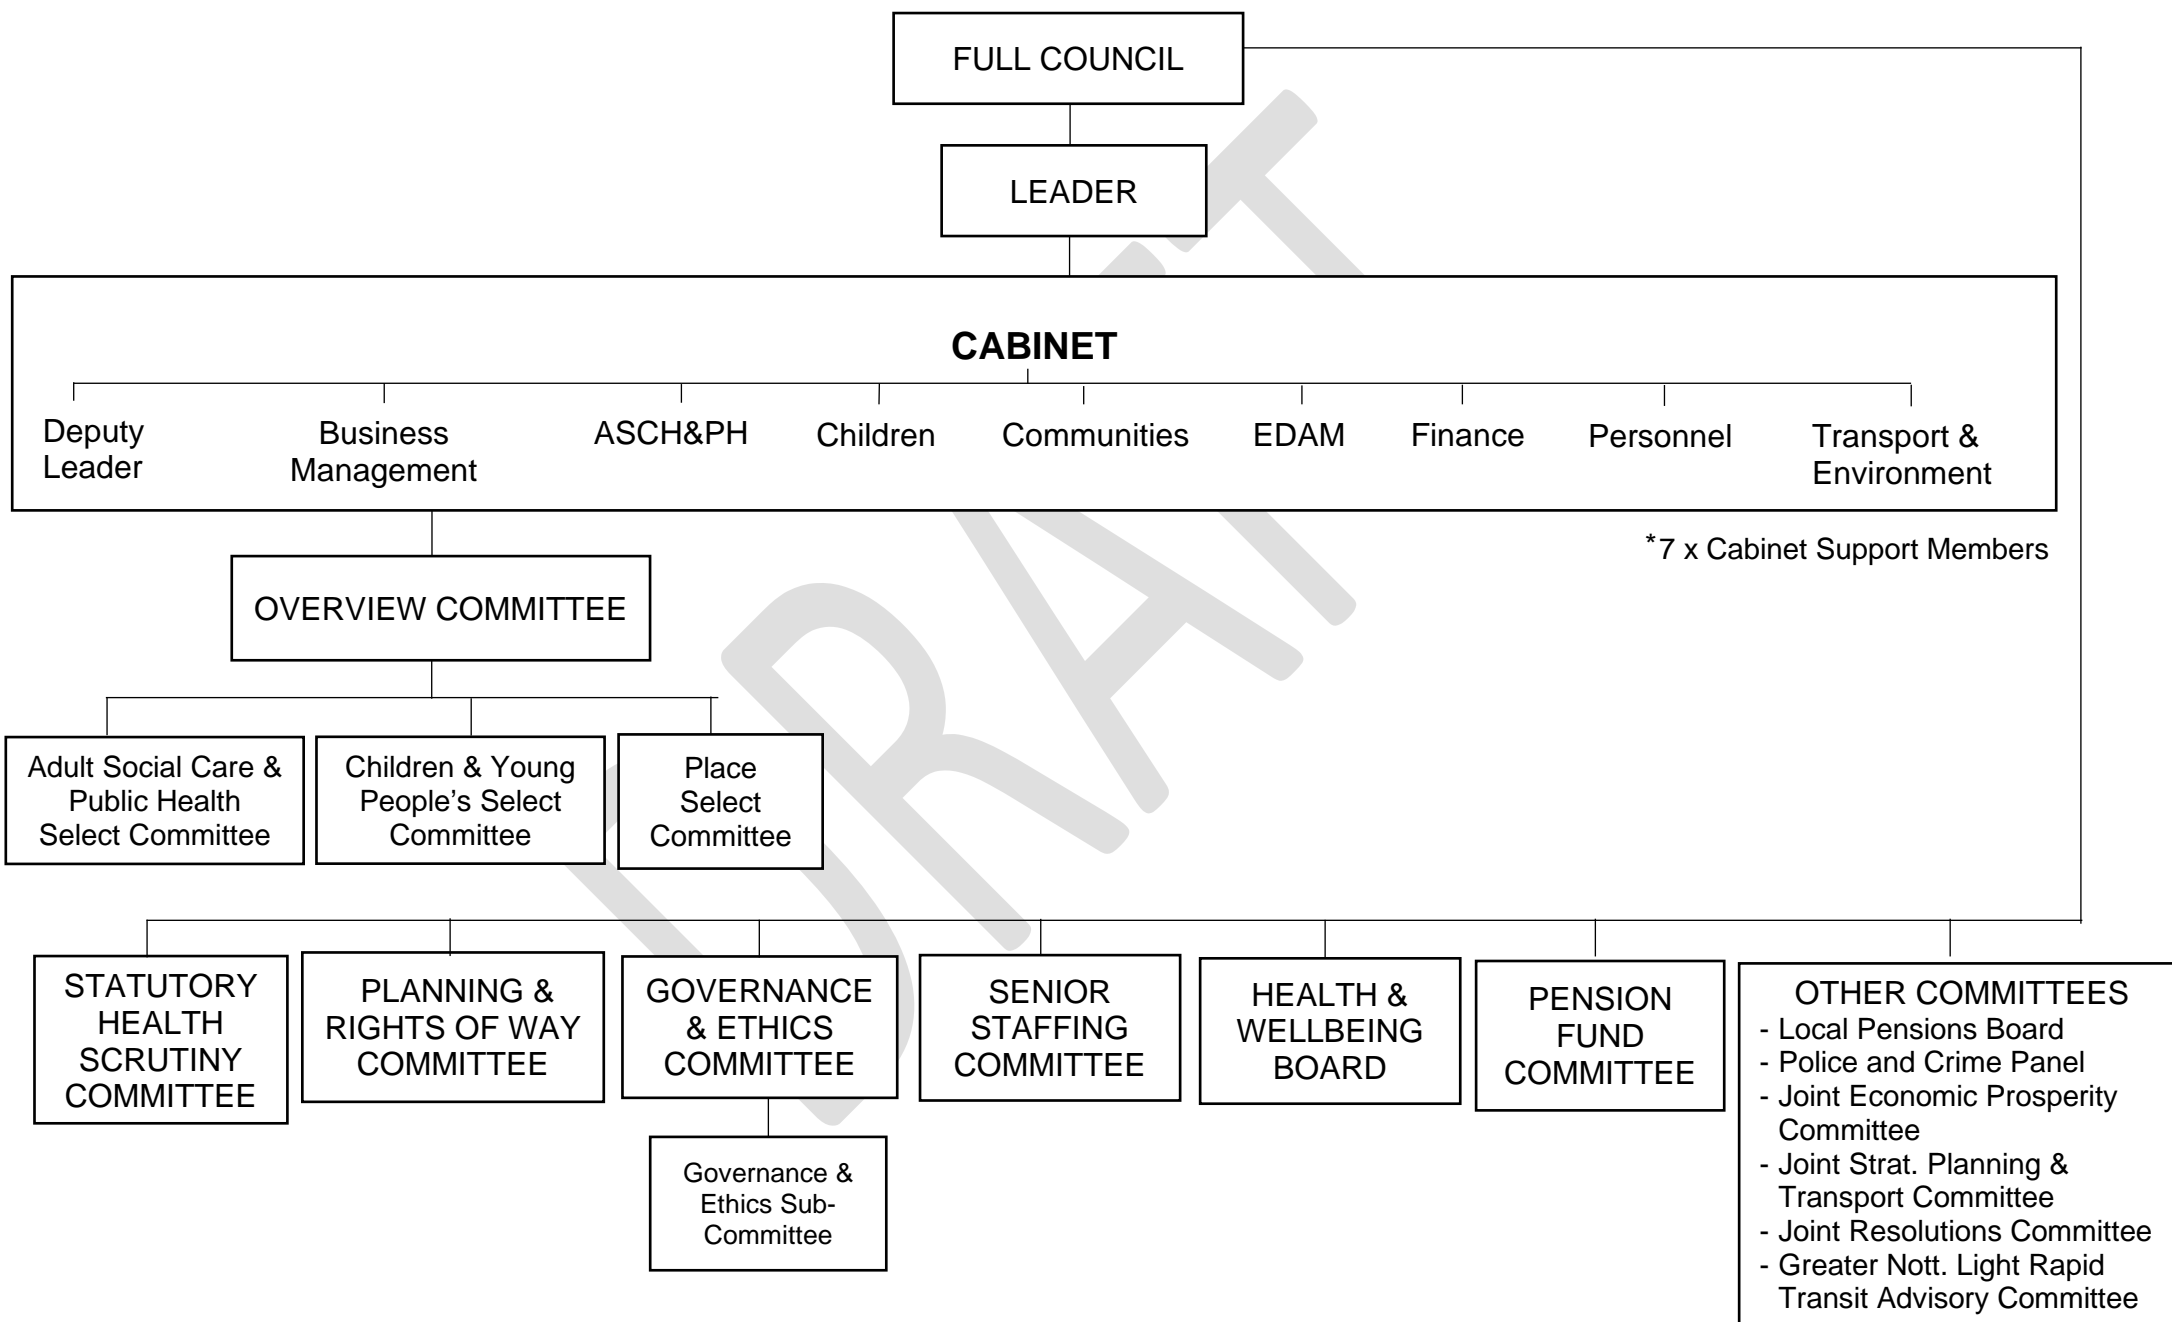 FULL COUNCIL
LEADER
CABINET
Deputy
Leader
Business
Management
ASCH&PH
Children
Communities
EDAM
Finance
Personnel
Transport &
Environment
*7 x Cabinet Support Members
OVERVIEW COMMITTEE
Adult Social Care &
Public Health
Select Committee
Children & Young
People’s Select
Committee
Place
Select
Committee
STATUTORY
HEALTH
SCRUTINY
COMMITTEE
PLANNING &
RIGHTS OF WAY
COMMITTEE
GOVERNANCE
& ETHICS
COMMITTEE
Governance &
Ethics Sub-
Committee
SENIOR
STAFFING
COMMITTEE
HEALTH &
WELLBEING
BOARD
PENSION
FUND
COMMITTEE
OTHER COMMITTEES
- Local Pensions Board
- Police and Crime Panel
- Joint Economic Prosperity
Committee
- Joint Strat. Planning &
Transport Committee
- Joint Resolutions Committee
- Greater Nott. Light Rapid
Transit Advisory Committee
DRAFT